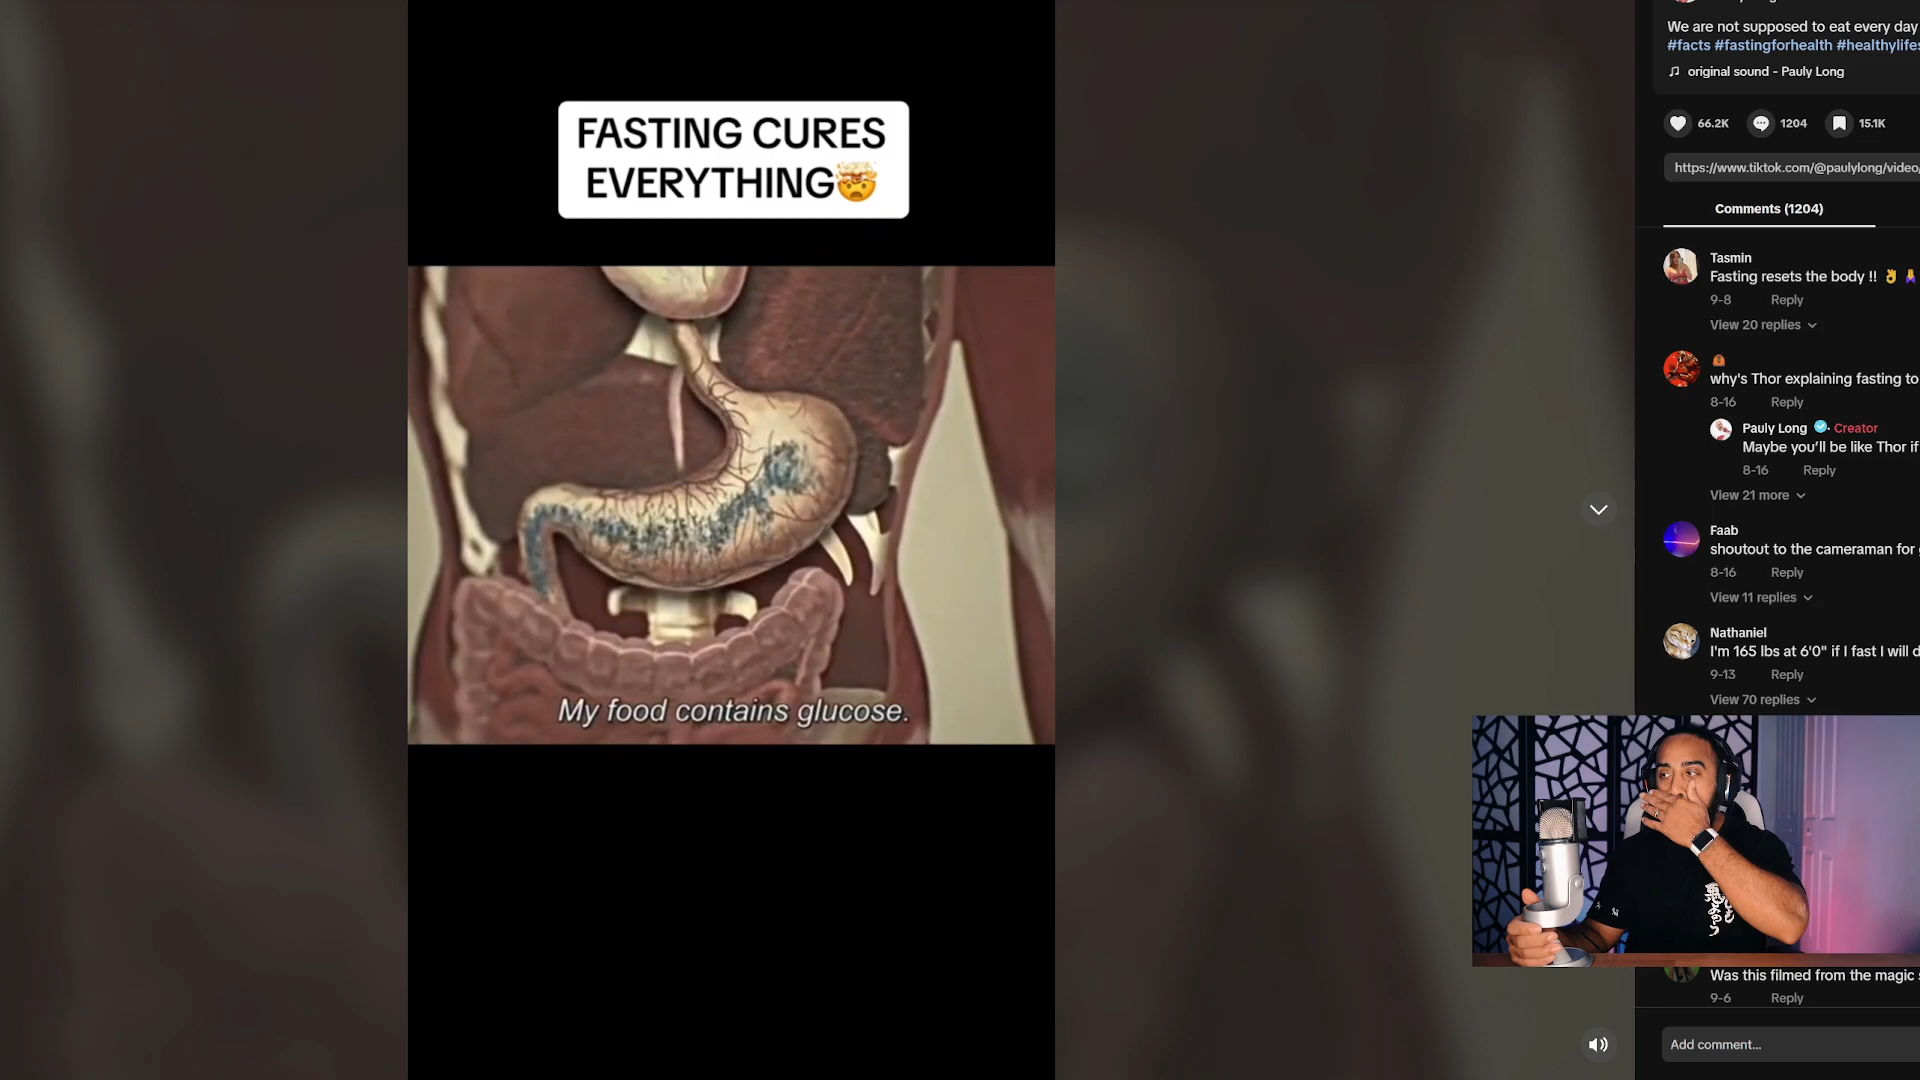 FASTING CURES
EVERYTHING🤯
My food contains glucose.
We are not supposed to eat every day
#facts #fastingforhealth #healthylifes
original sound - Pauly Long
66.2K
1204
15.1K
https://www.tiktok.com/@paulylong/video/
Comments (1204)
Tasmin
Fasting resets the body !! 👌
9-8 Reply
View 20 replies
why's Thor explaining fasting to
8-16 Reply
Pauly Long · Creator
Maybe you'll be like Thor if
8-16 Reply
View 21 more
Faab
shoutout to the cameraman for
8-16 Reply
View 11 replies
Nathaniel
I'm 165 lbs at 6'0" if I fast I will d
9-13 Reply
View 70 replies
Was this filmed from the magic s
9-6 Reply
Add comment...